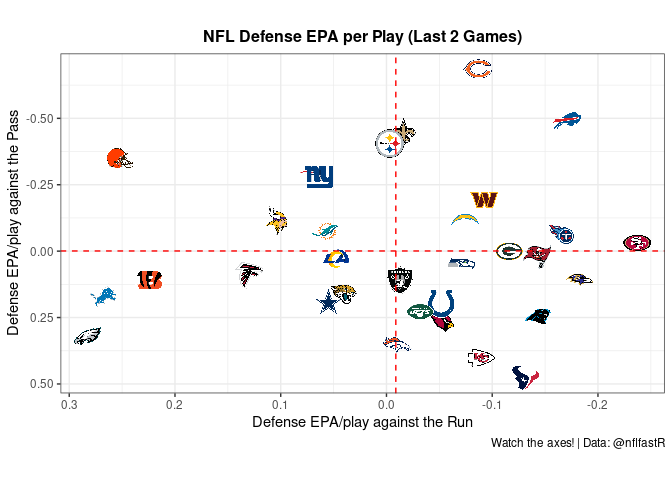 NFL Defense EPA per Play (Last 2 Games)
Defense EPA/play against the Pass
-0.50
-0.25
0.00
0.25
0.50
ny
0.3
0.2
0.1
0.0
-0.1
-0.2
Defense EPA/play against the Run
Watch the axes! | Data: @nflfastR